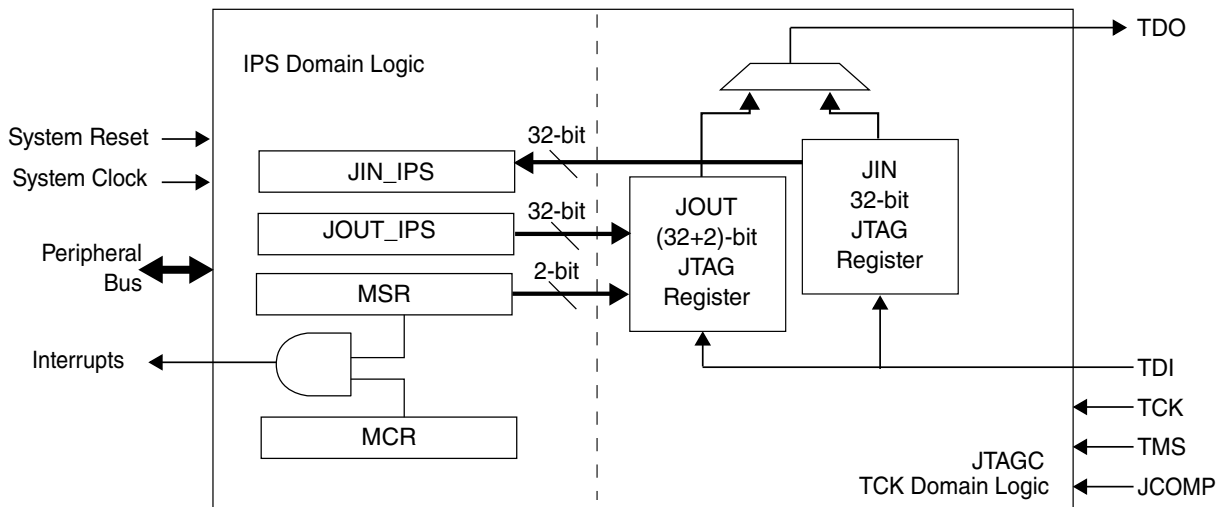 TDO
IPS Domain Logic
System Reset
System Clock
32-bit
JIN_IPS
32-bit
JOUT_IPS
2-bit
MSR
Peripheral
Bus
JOUT
(32+2)-bit
JTAG
Register
JIN
32-bit
JTAG
Register
Interrupts
MCR
TDI
TCK
TMS
JCOMP
JTAGC
TCK Domain Logic